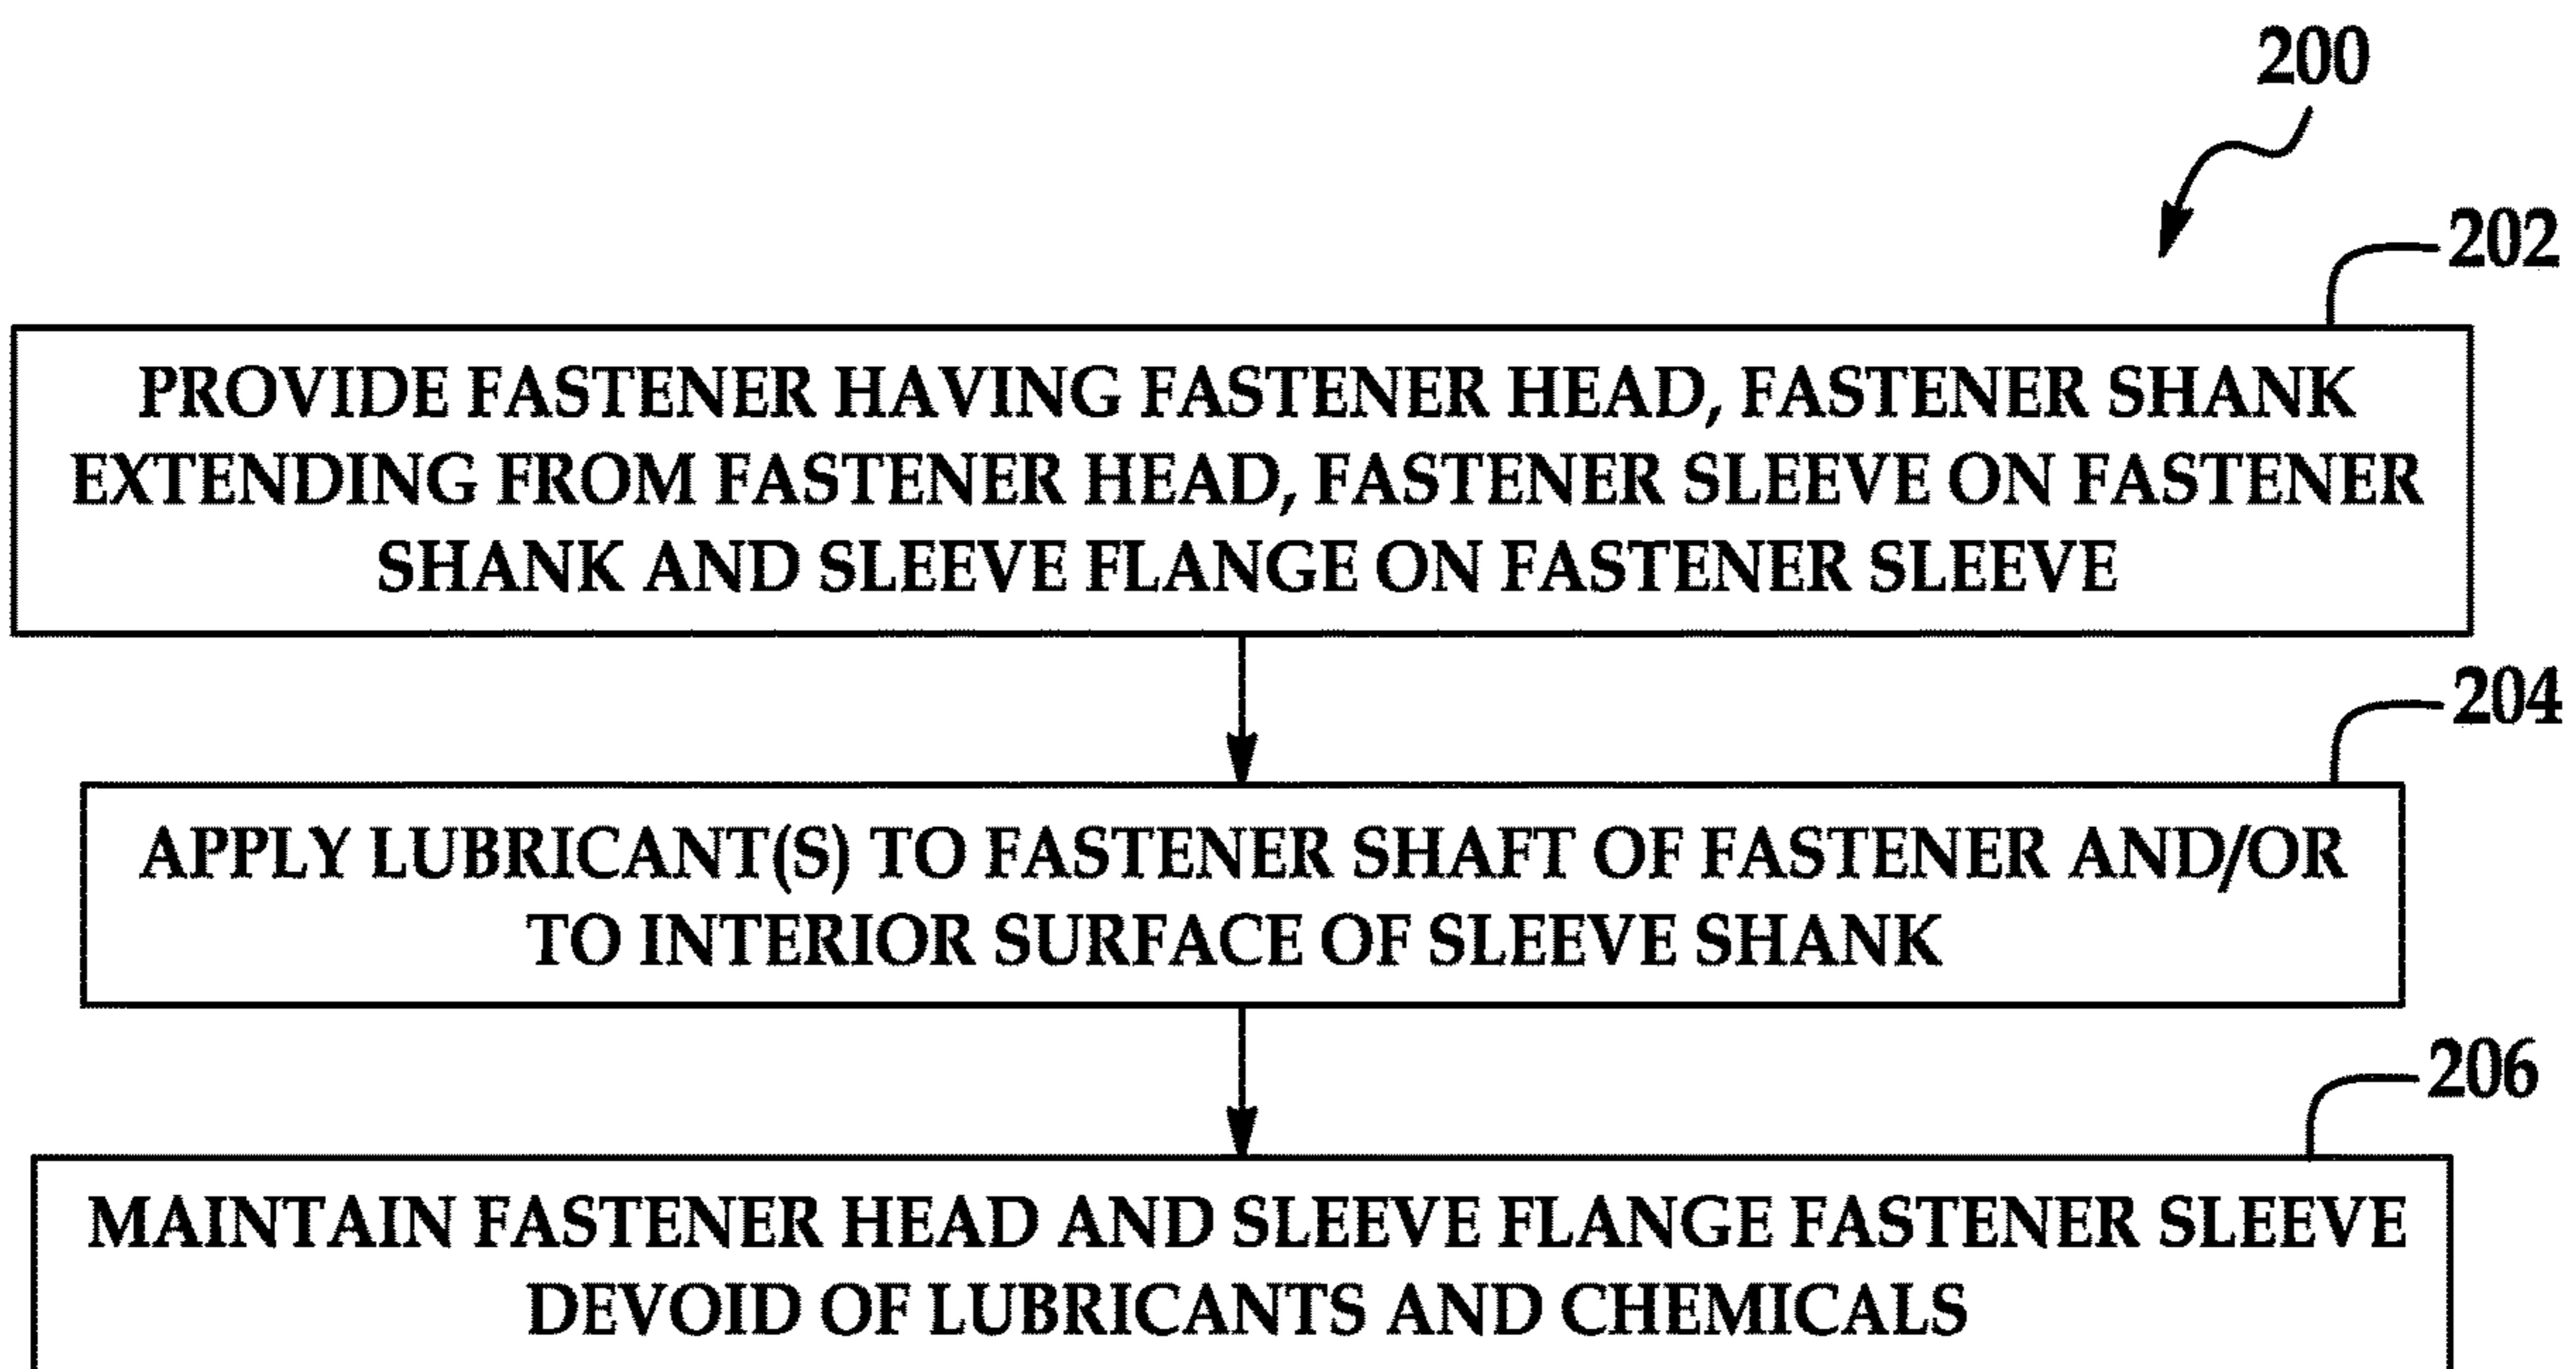 200
202
PROVIDE FASTENER HAVING FASTENER HEAD, FASTENER SHANK
EXTENDING FROM FASTENER HEAD, FASTENER SLEEVE ON FASTENER
SHANK AND SLEEVE FLANGE ON FASTENER SLEEVE
204
APPLY LUBRICANT(S) TO FASTENER SHAFT OF FASTENER AND/OR
TO INTERIOR SURFACE OF SLEEVE SHANK
206
MAINTAIN FASTENER HEAD AND SLEEVE FLANGE FASTENER SLEEVE
DEVOID OF LUBRICANTS AND CHEMICALS